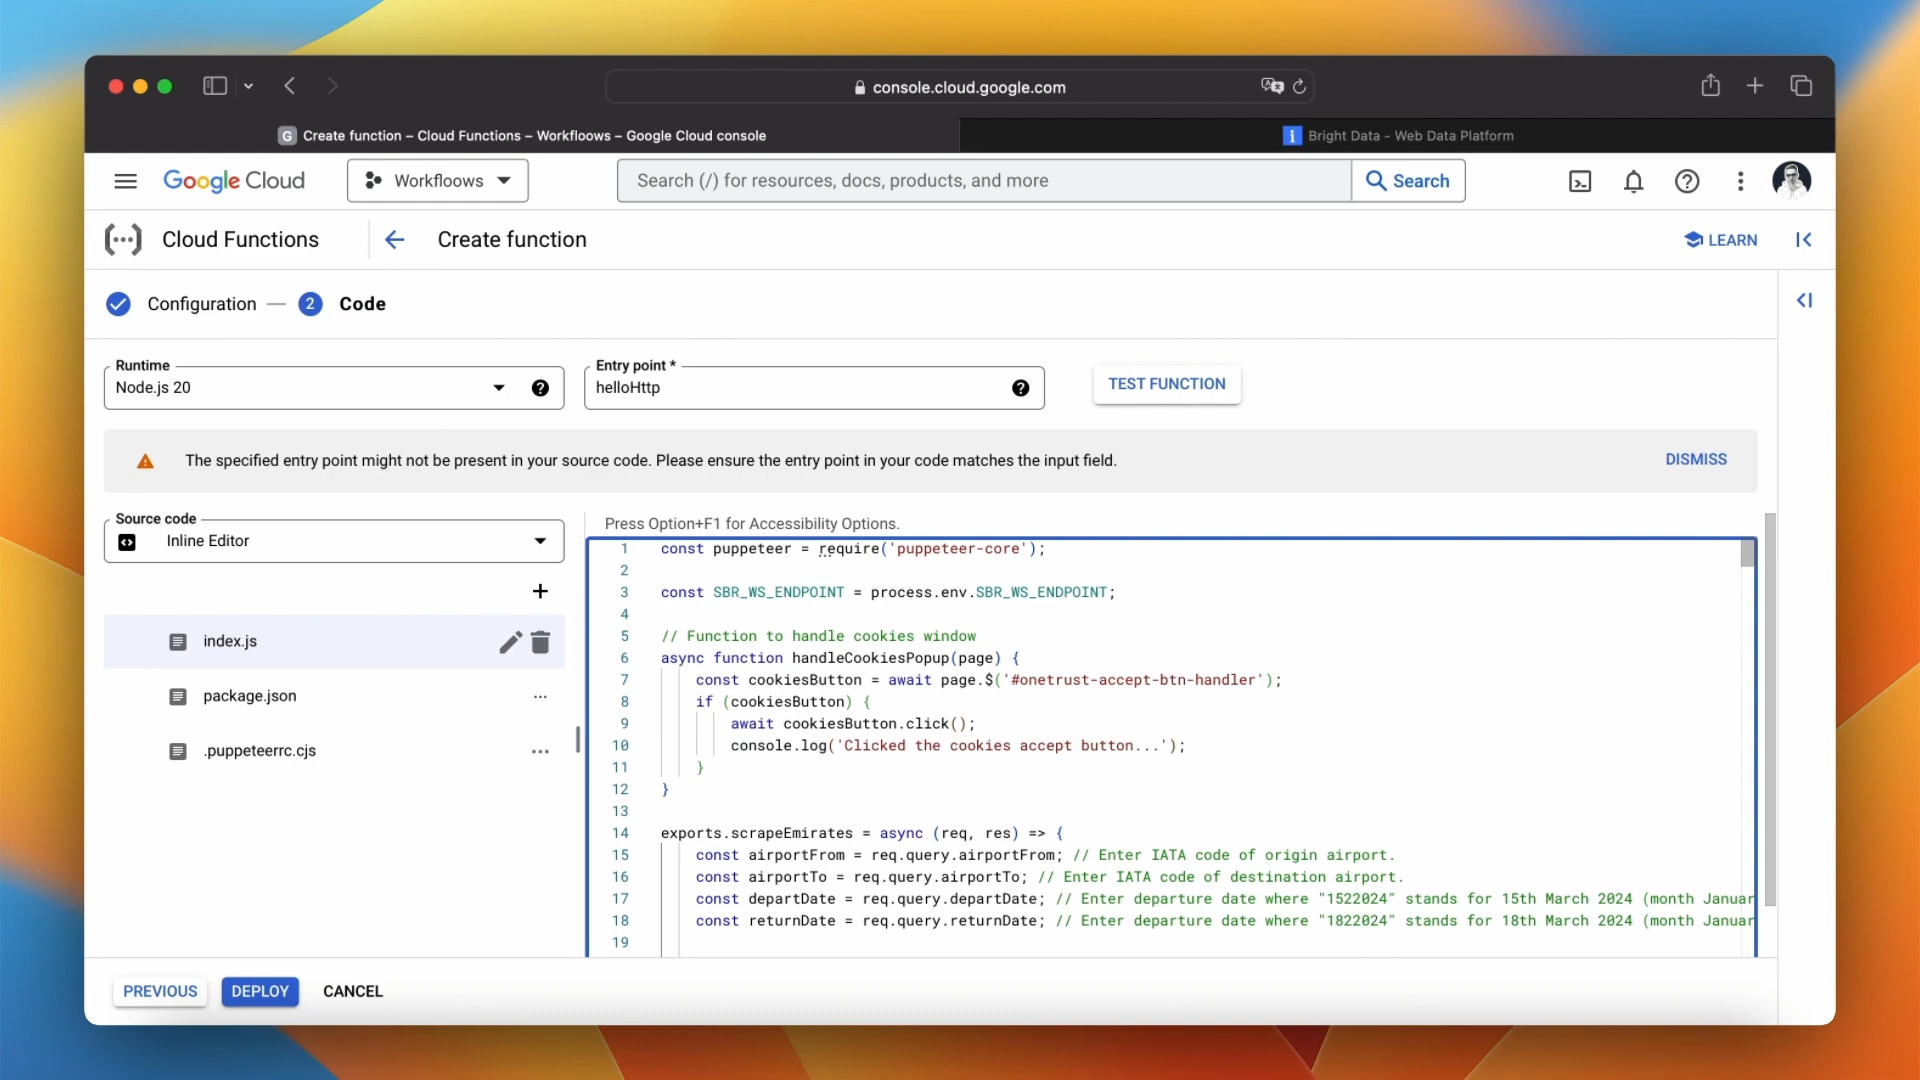 console.cloud.google.com
G Create function – Cloud Functions – Workfloows – Google Cloud console
i Bright Data - Web Data Platform
Google Cloud
Workfloows
Search (/) for resources, docs, products, and more
Search
Cloud Functions
Create function
LEARN
Configuration
2 Code
Runtime
Node.js 20
Entry point *
helloHttp
TEST FUNCTION
The specified entry point might not be present in your source code. Please ensure the entry point in your code matches the input field.
DISMISS
Source code
Inline Editor
index.js
package.json
.puppeteerrc.cjs
Press Option+F1 for Accessibility Options.
1 const puppeteer = require('puppeteer-core');
2
3 const SBR_WS_ENDPOINT = process.env.SBR_WS_ENDPOINT;
4
5 // Function to handle cookies window
6 async function handleCookiesPopup(page) {
7 const cookiesButton = await page.$('#onetrust-accept-btn-handler');
8 if (cookiesButton) {
9 await cookiesButton.click();
10 console.log('Clicked the cookies accept button...');
11 }
12 }
13
14 exports.scrapeEmirates = async (req, res) => {
15 const airportFrom = req.query.airportFrom; // Enter IATA code of origin airport.
16 const airportTo = req.query.airportTo; // Enter IATA code of destination airport.
17 const departDate = req.query.departDate; // Enter departure date where "1522024" stands for 15th March 2024 (month Januar
18 const returnDate = req.query.returnDate; // Enter departure date where "1822024" stands for 18th March 2024 (month Januar
19
PREVIOUS
DEPLOY
CANCEL